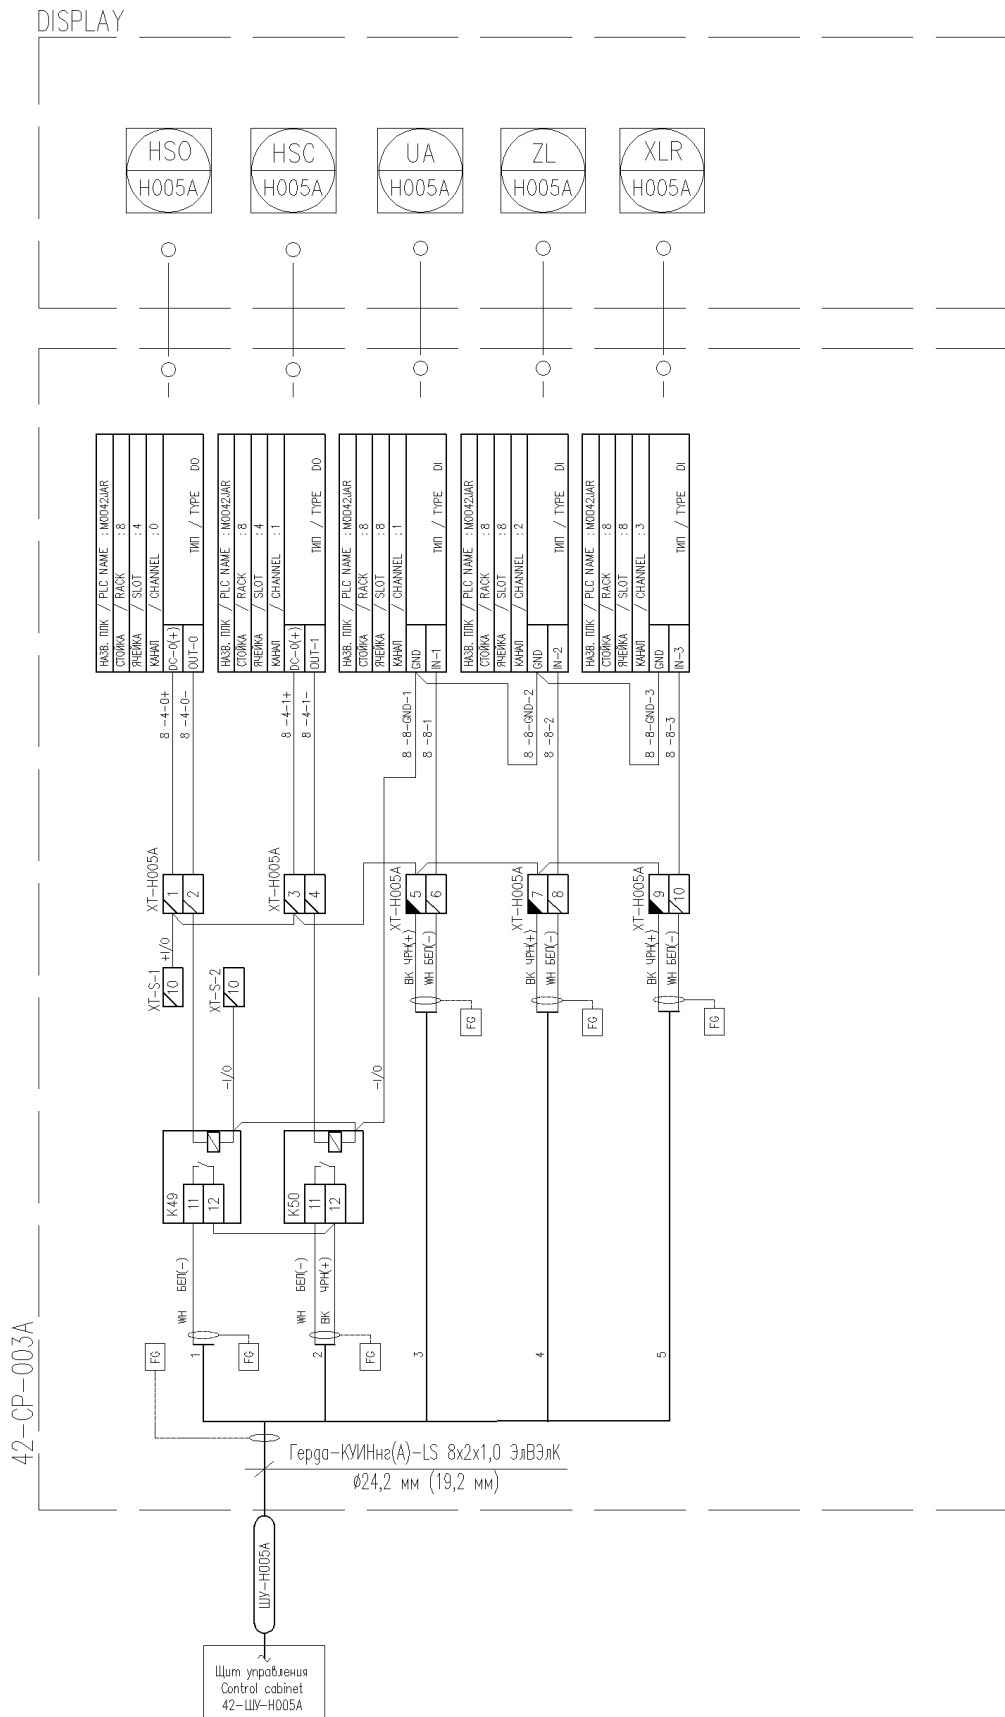 DISPLAY
HSO
H005A
HSC
H005A
UA
H005A
ZL
H005A
XLR
H005A
НАЗВ. ПЛК / PLC NAME : M0042JAR
СТОЙКА / RACK : 8
ЯЧЕЙКА / SLOT : 4
КАНАЛ / CHANNEL : 0
DC-0(+)
ТИП / TYPE DO
OUT-0
НАЗВ. ПЛК / PLC NAME : M0042JAR
СТОЙКА / RACK : 8
ЯЧЕЙКА / SLOT : 4
КАНАЛ / CHANNEL : 1
DC-0(+)
ТИП / TYPE DO
OUT-1
НАЗВ. ПЛК / PLC NAME : M0042JAR
СТОЙКА / RACK : 8
ЯЧЕЙКА / SLOT : 8
КАНАЛ / CHANNEL : 1
GND
ТИП / TYPE DI
IN-1
НАЗВ. ПЛК / PLC NAME : M0042JAR
СТОЙКА / RACK : 8
ЯЧЕЙКА / SLOT : 8
КАНАЛ / CHANNEL : 2
GND
ТИП / TYPE DI
IN-2
НАЗВ. ПЛК / PLC NAME : M0042JAR
СТОЙКА / RACK : 8
ЯЧЕЙКА / SLOT : 8
КАНАЛ / CHANNEL : 3
GND
ТИП / TYPE DI
IN-3
8 -4-0+
8 -4-0-
8 -4-1+
8 -4-1-
8 -8-GND-1
8 -8-1
8 -8-GND-2
8 -8-2
8 -8-GND-3
8 -8-3
XT-H005A
1
2
XT-H005A
3
4
XT-H005A
5
6
XT-H005A
7
8
XT-H005A
9
10
XT-S-1
10
+I/O
XT-S-2
10
-I/O
-I/O
BK ЧРН(+)
WH БЕЛ(-)
BK ЧРН(+)
WH БЕЛ(-)
BK ЧРН(+)
WH БЕЛ(-)
FG
FG
FG
K49
11
12
K50
11
12
WH БЕЛ(-)
WH БЕЛ(-)
BK ЧРН(+)
FG
1
FG
2
FG
3
4
5
42-CP-003A
Герда-КУИНнг(А)-LS 8х2х1,0 ЭлВЭлК
Ø24,2 мм (19,2 мм)
ШУ-Н005А
Щит управления
Control cabinet
42-ШУ-Н005А